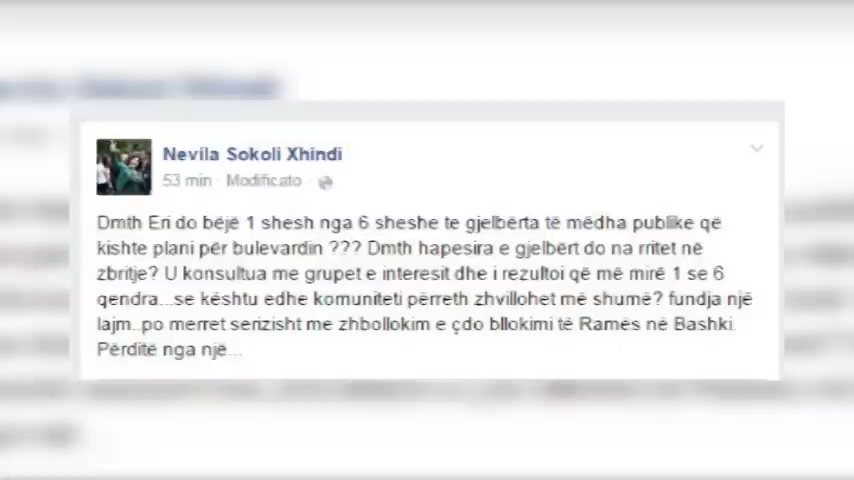 Nevila Sokoli Xhindi
53 min · Modificato ·
Dmth Eri do bëjë 1 shesh nga 6 sheshe te gjelbërta të mëdha publike që
kishte plani për bulevardin ??? Dmth hapesira e gjelbërt do na rritet në
zbritje? U konsultua me grupet e interesit dhe i rezultoi që më mirë 1 se 6
qendra...se kështu edhe komuniteti përreth zhvillohet më shumë? fundja një
lajm..po merret serizisht me zhbollokim e çdo bllokimi të Ramës në Bashki.
Përditë nga një...